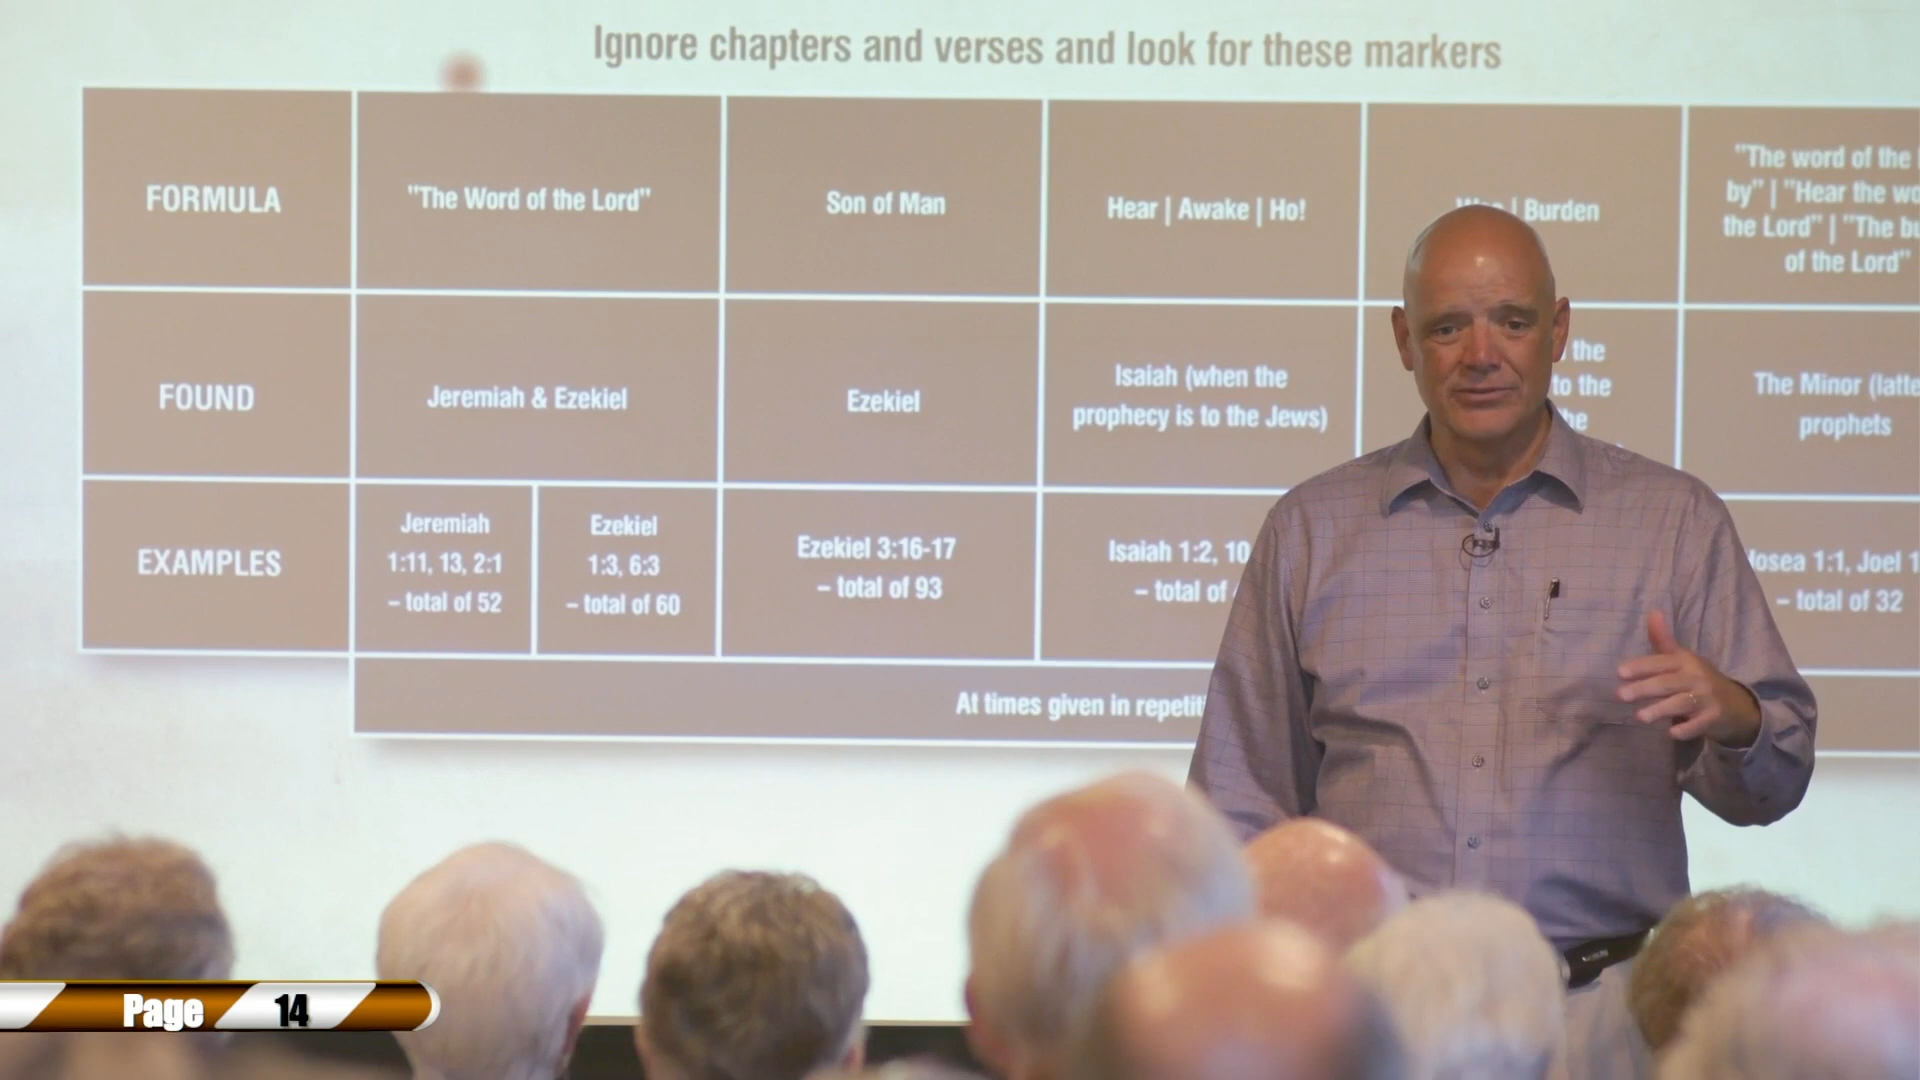 Ignore chapters and verses and look for these markers
FORMULA
"The Word of the Lord"
Son of Man
Hear | Awake | Ho!
| Burden
"The word of the
by" | "Hear the
the Lord" | "The
of the Lord"
FOUND
Jeremiah & Ezekiel
Ezekiel
Isaiah (when the
prophecy is to the Jews)
the
to the
The Minor
prophets
EXAMPLES
Jeremiah
1:11, 13, 2:1
– total of 52
Ezekiel
1:3, 6:3
– total of 60
Ezekiel 3:16-17
– total of 93
Isaiah 1:2, 10
– total of
1:1, Joel
– total of 32
At times given in
Page 14